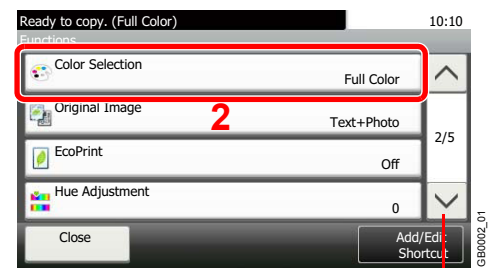 Ready to copy. (Full Color)
10:10
Functions
Color Selection
Full Color
Original Image
2
Text+Photo
2/5
EcoPrint
Off
Hue Adjustment
0
Close
Add/Edit
Shortcut
GB0002_01